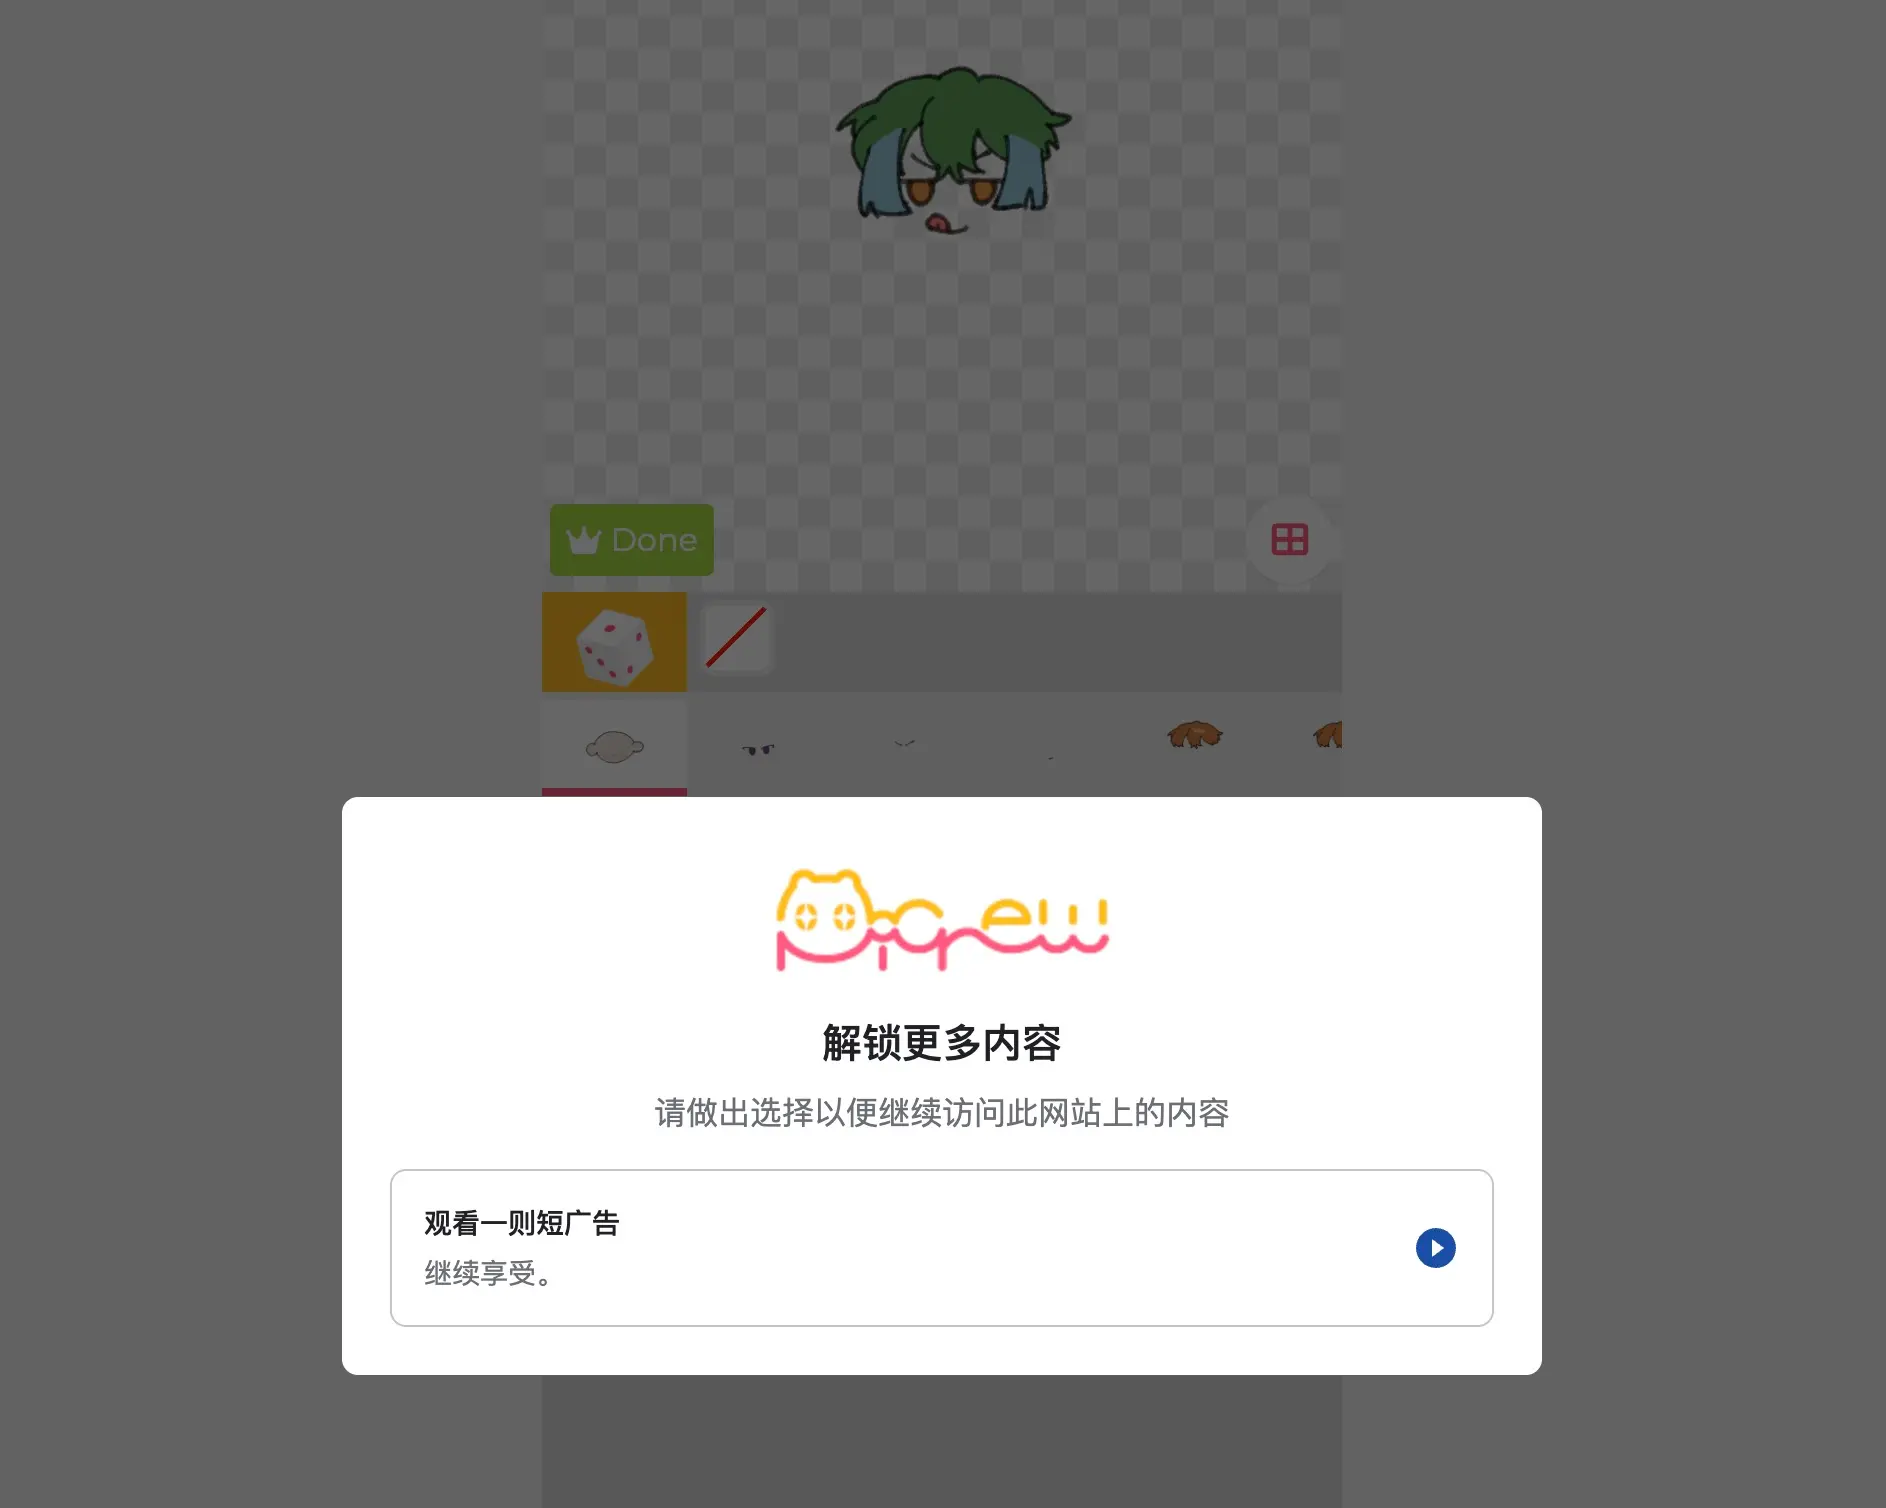 Done
picrew
解锁更多内容
请做出选择以便继续访问此网站上的内容
观看一则短广告
继续享受。